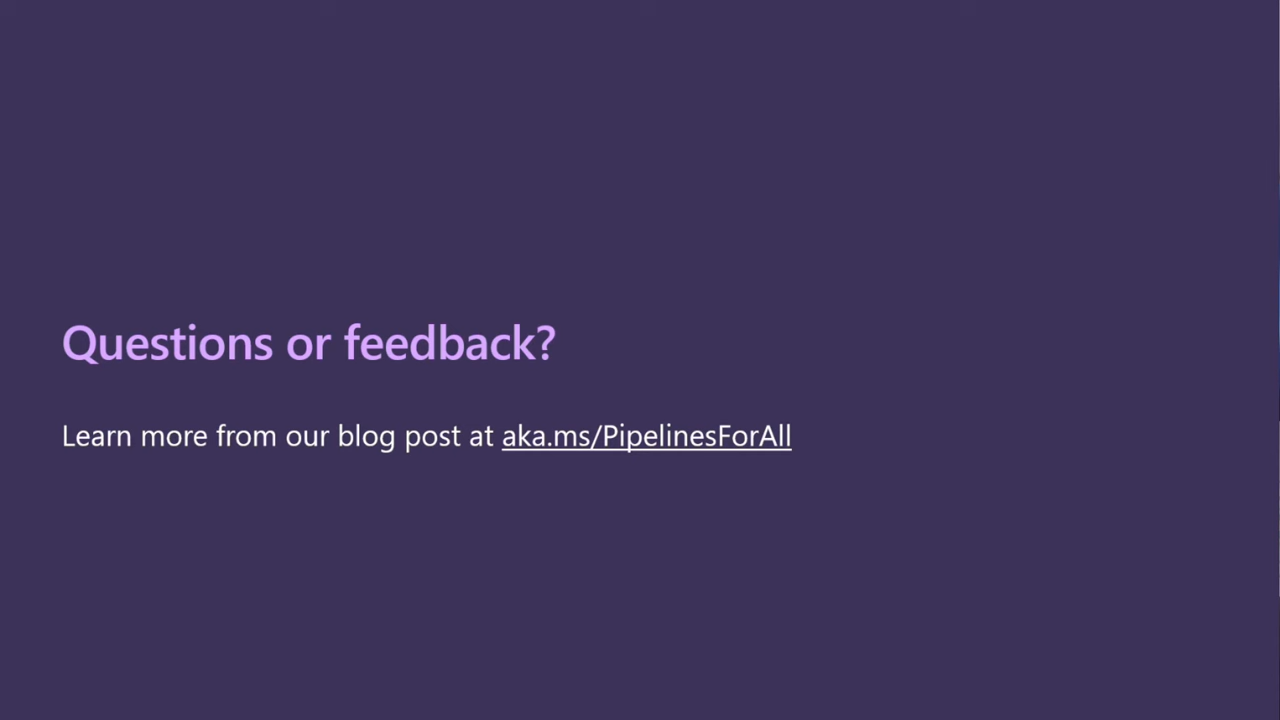 Questions or feedback?
Learn more from our blog post at aka.ms/PipelinesForAll